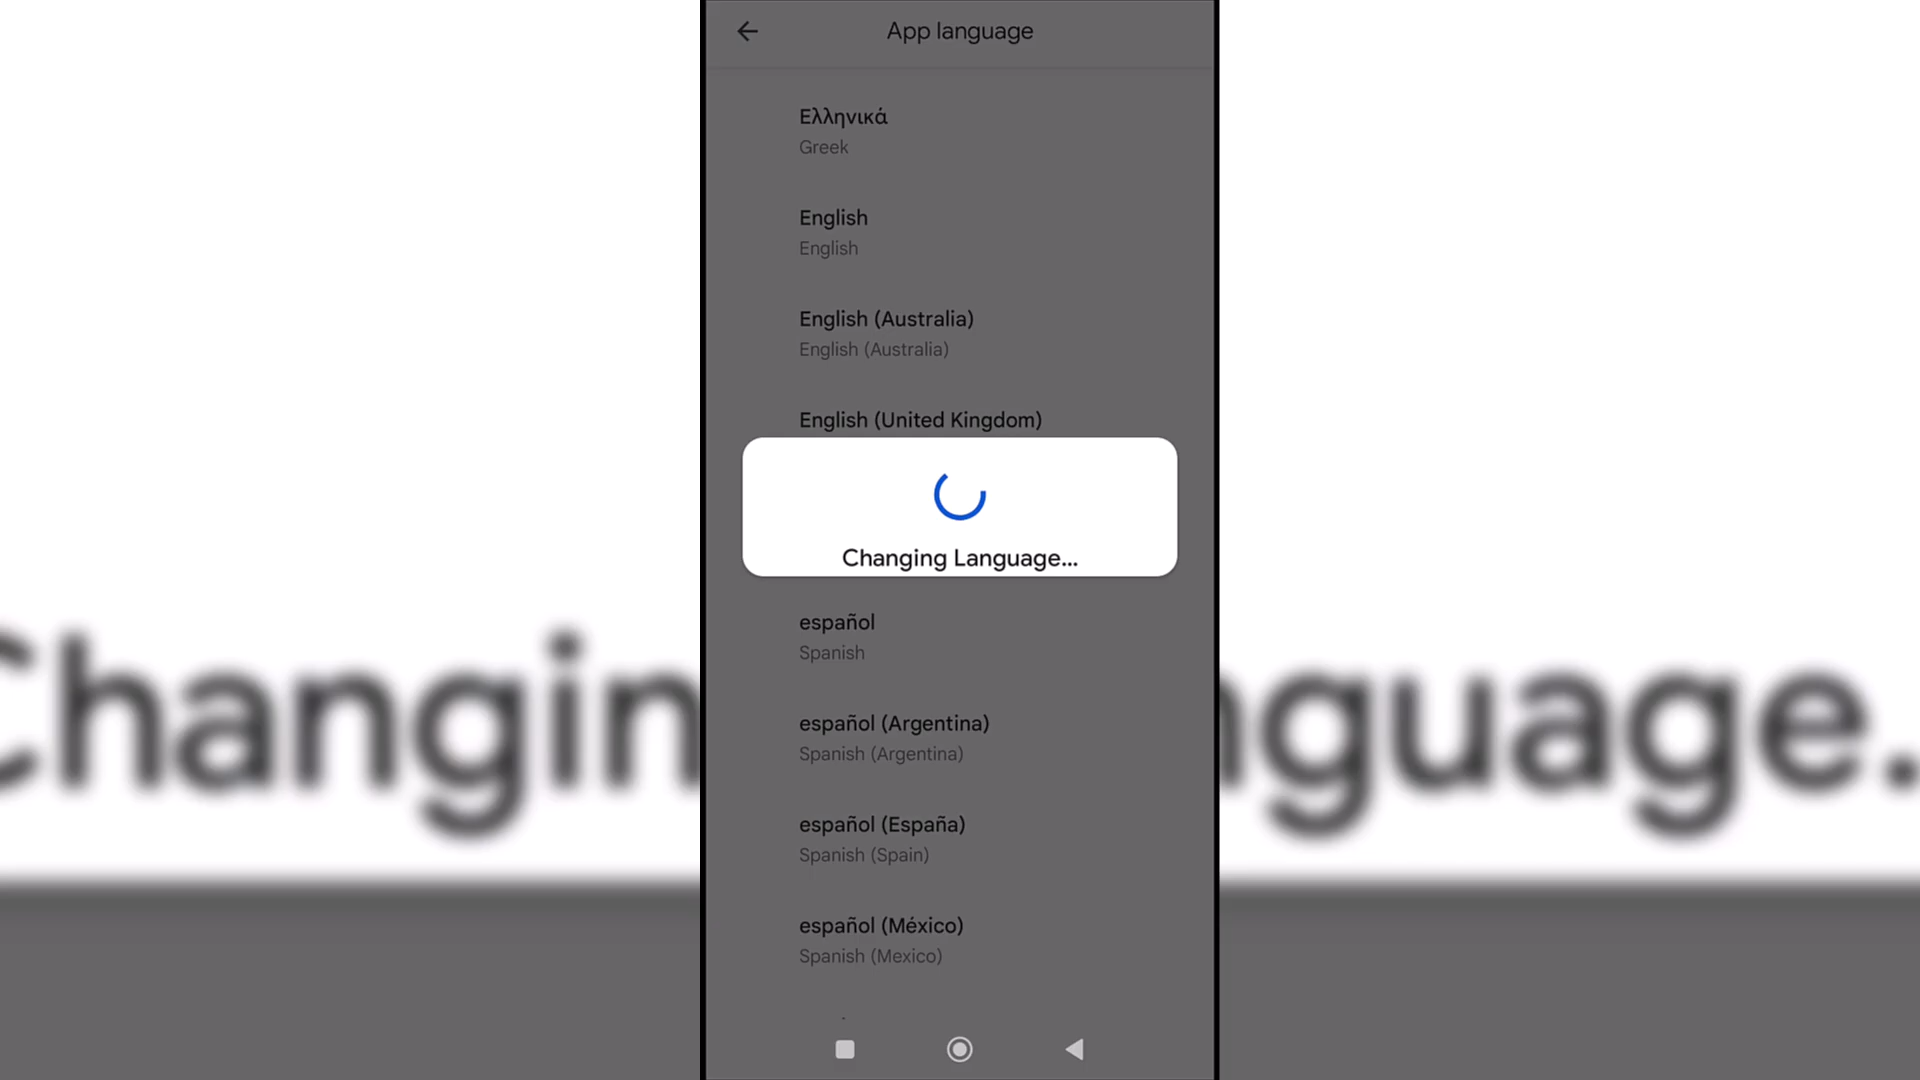 App language
Ελληνικά
Greek
English
English
English (Australia)
English (Australia)
English (United Kingdom)
Changing Language...
español
Spanish
español (Argentina)
Spanish (Argentina)
español (España)
Spanish (Spain)
español (México)
Spanish (Mexico)
Changin
nguage.